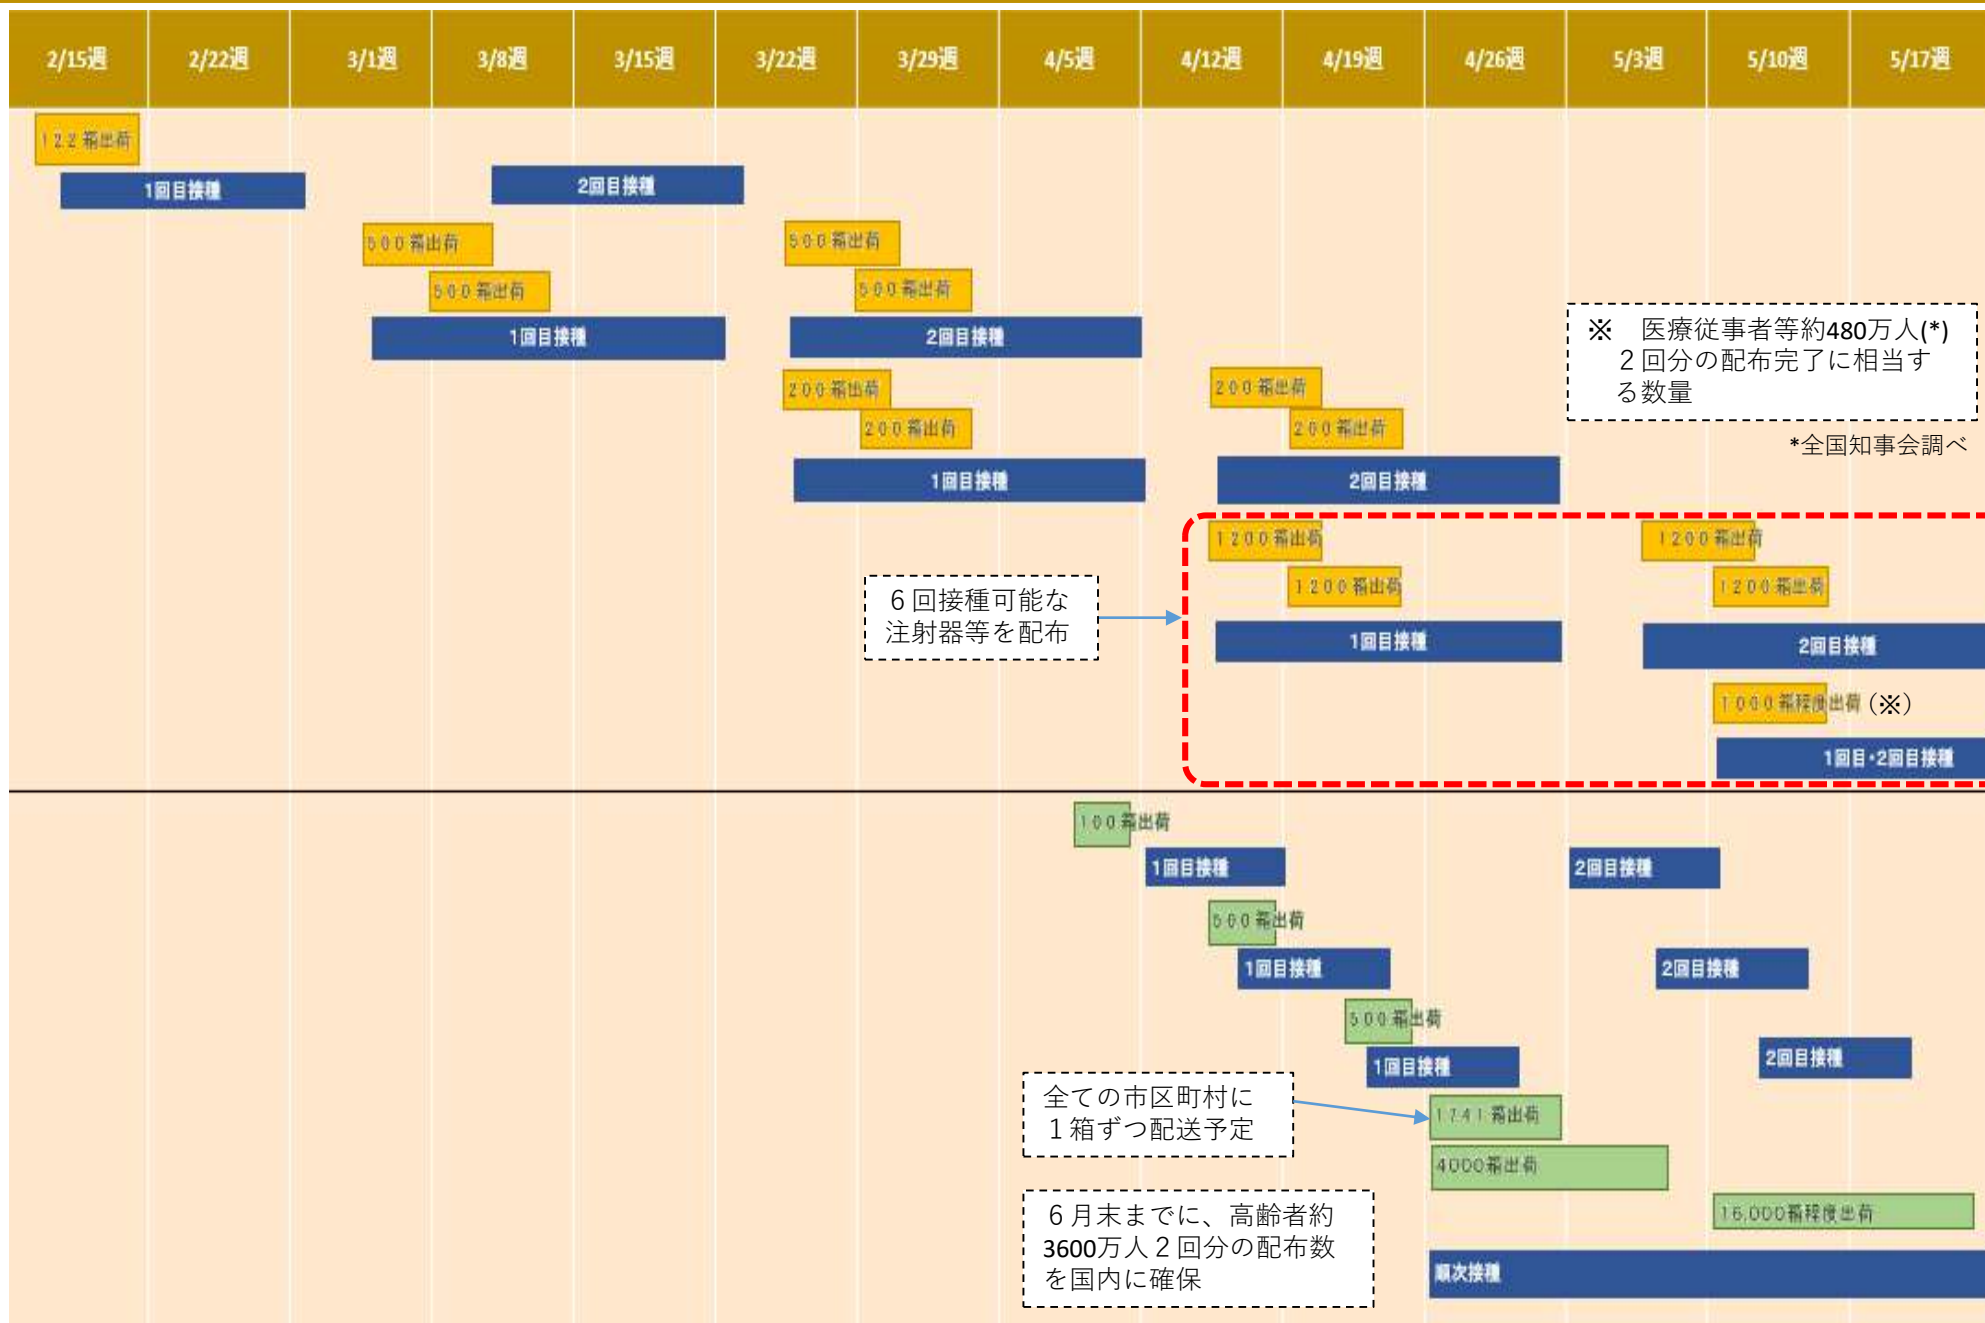 2/15週 2/22週 3/1週 3/8週 3/15週 3/22週 3/29週 4/5週 4/12週 4/19週 4/26週 5/3週 5/10週 5/17週
122箱出荷
1回目接種 2回目接種
500箱出荷 500箱出荷
500箱出荷 500箱出荷
1回目接種 2回目接種
※ 医療従事者等約480万人(*)
2回分の配布完了に相当す
る数量
*全国知事会調べ
200箱出荷 200箱出荷
200箱出荷 200箱出荷
1回目接種 2回目接種
1200箱出荷 1200箱出荷
1200箱出荷 1200箱出荷
6回接種可能な
注射器等を配布
1回目接種 2回目接種
1000箱程度出荷（※）
1回目・2回目接種
100箱出荷
1回目接種 2回目接種
500箱出荷
1回目接種 2回目接種
500箱出荷
1回目接種 2回目接種
全ての市区町村に
1箱ずつ配送予定
1741箱出荷
4000箱出荷
6月末までに、高齢者約
3600万人2回分の配布数
を国内に確保
16,000箱程度出荷
順次接種